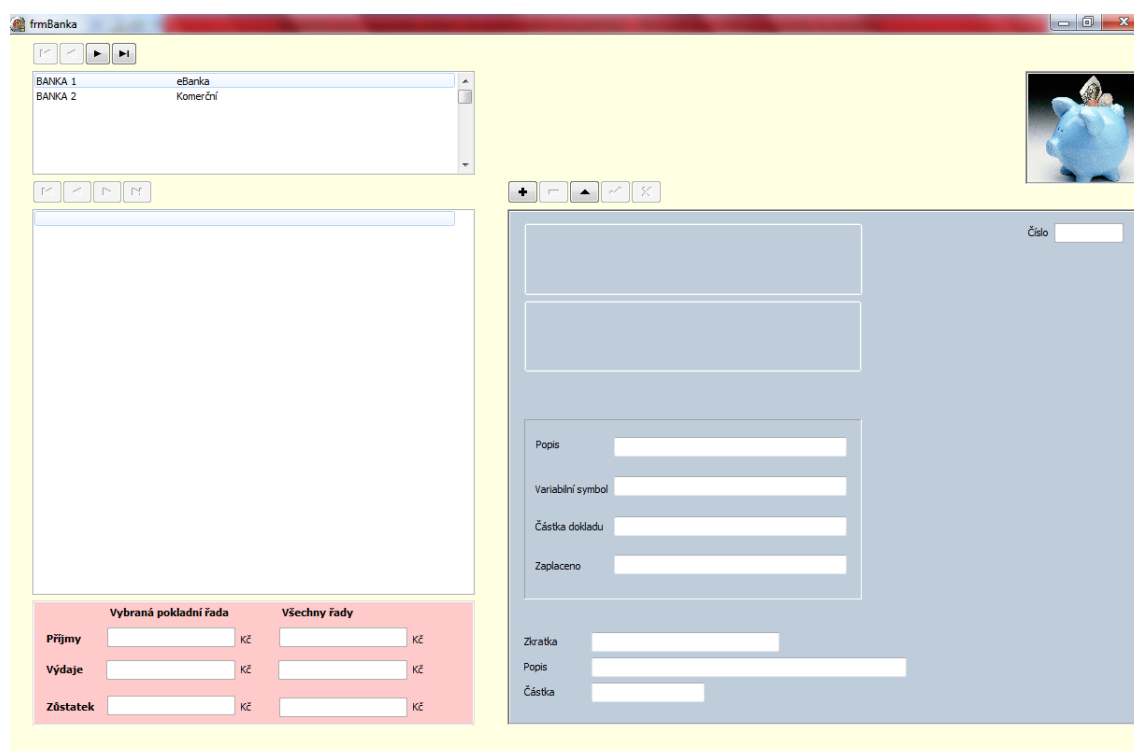 frmBanka
BANKA 1 eBanka
BANKA 2 Komerční
Číslo
Popis
Variabilní symbol
Částka dokladu
Zaplaceno
Vybraná pokladní řada Všechny řady
Příjmy Kč Kč
Výdaje Kč Kč
Zůstatek Kč Kč
Zkratka
Popis
Částka